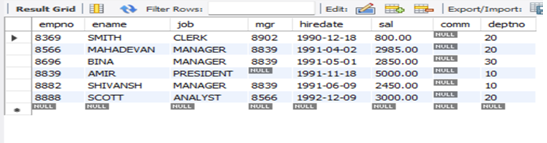 Result Grid Filter Rows: Edit: Export/Import:
empno ename job mgr hiredate sal comm deptno
8369 SMITH CLERK 8902 1990-12-18 800.00 NULL 20
8566 MAHADEVAN MANAGER 8839 1991-04-02 2985.00 NULL 20
8696 BINA MANAGER 8839 1991-05-01 2850.00 NULL 30
8839 AMIR PRESIDENT NULL 1991-11-18 5000.00 NULL 10
8882 SHIVANSH MANAGER 8839 1991-06-09 2450.00 NULL 10
8888 SCOTT ANALYST 8566 1992-12-09 3000.00 NULL 20
NULL NULL NULL NULL NULL NULL NULL NULL